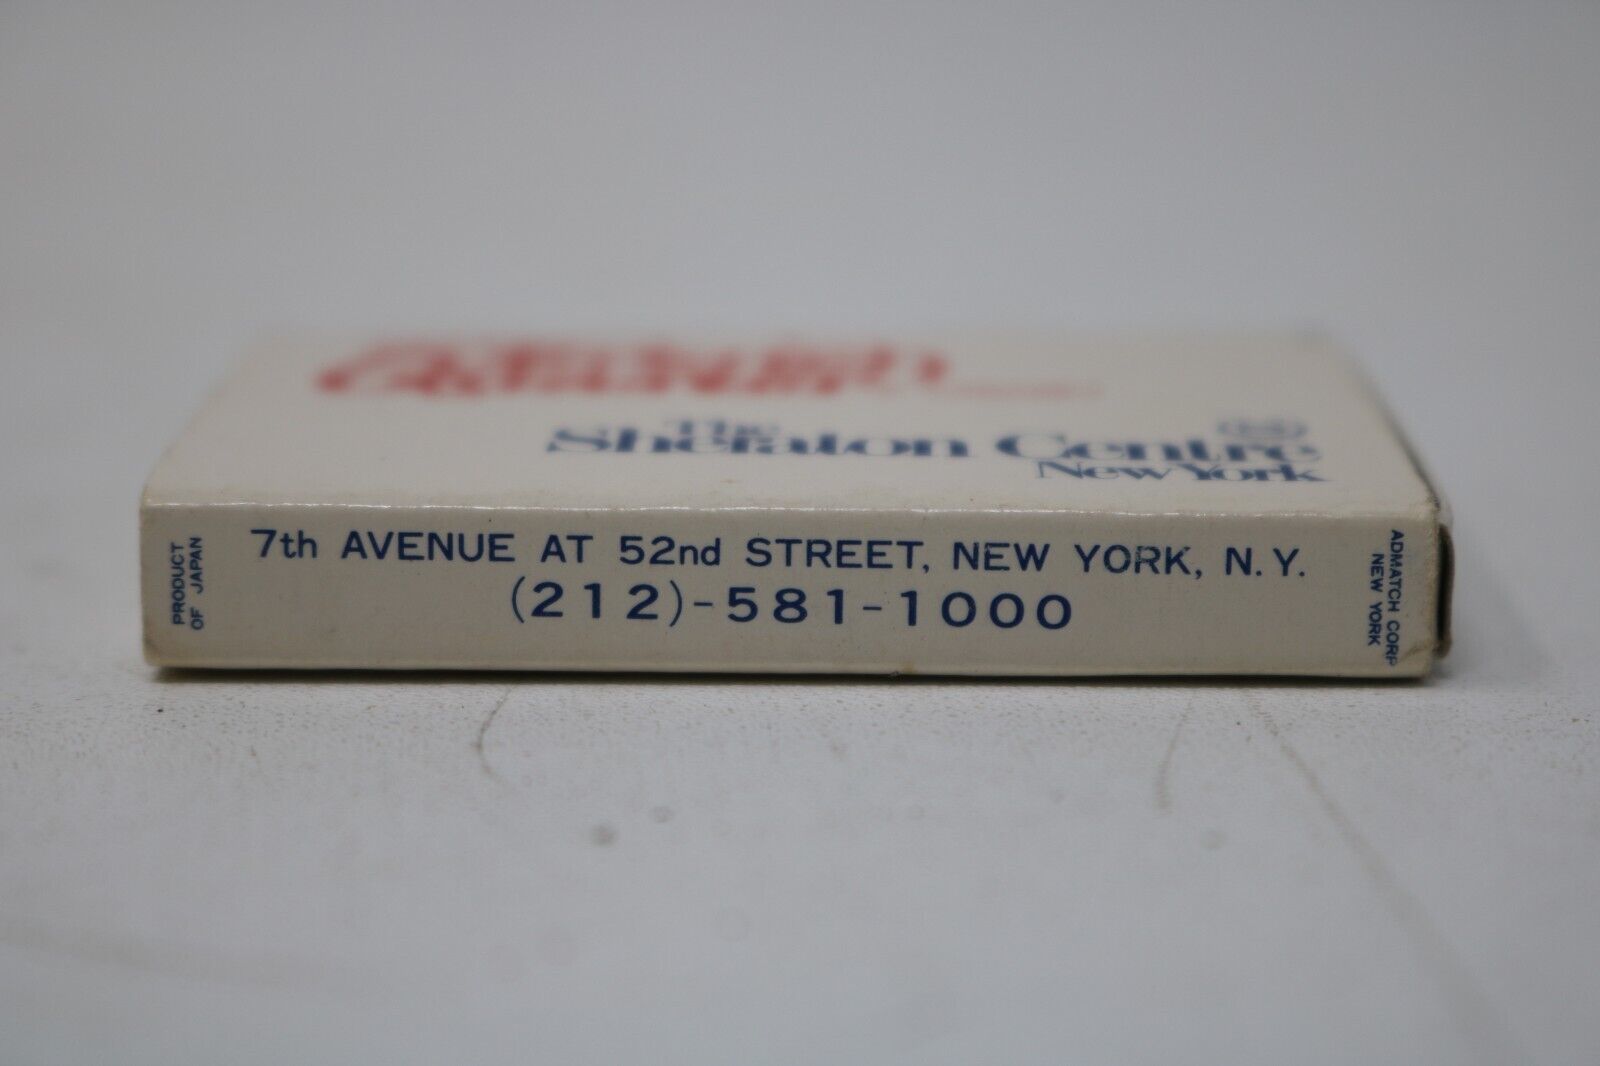 The
Sheraton Centre
New York
7th AVENUE AT 52nd STREET, NEW YORK, N.Y.
(212)-581-1000
PRODUCT
OF JAPAN
ADMATCH CORP
NEW YORK